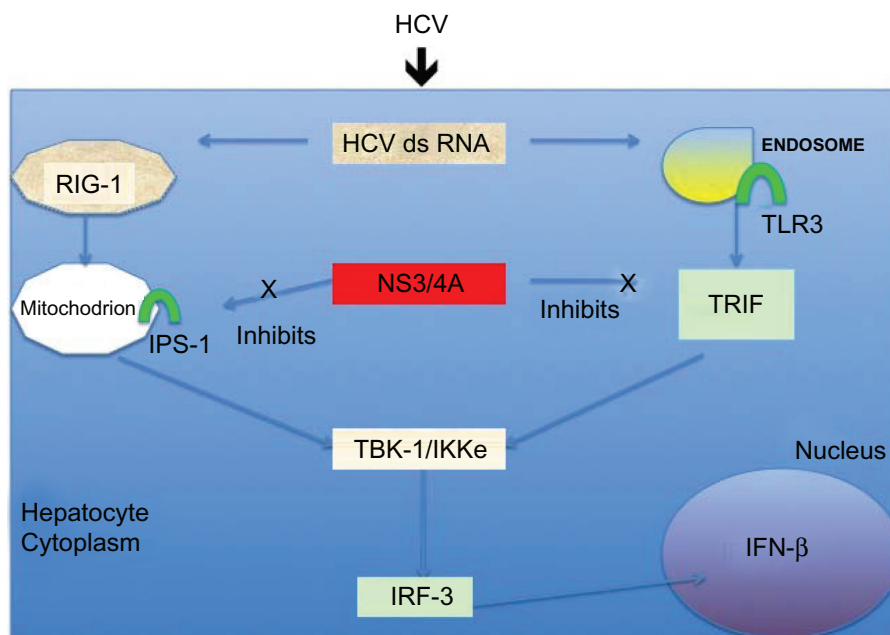 HCV
HCV ds RNA
ENDOSOME
RIG-1
TLR3
NS3/4A
X
X
Mitochodrion
TRIF
IPS-1
Inhibits
Inhibits
TBK-1/IKKe
Nucleus
Hepatocyte
Cytoplasm
IFN-β
IRF-3